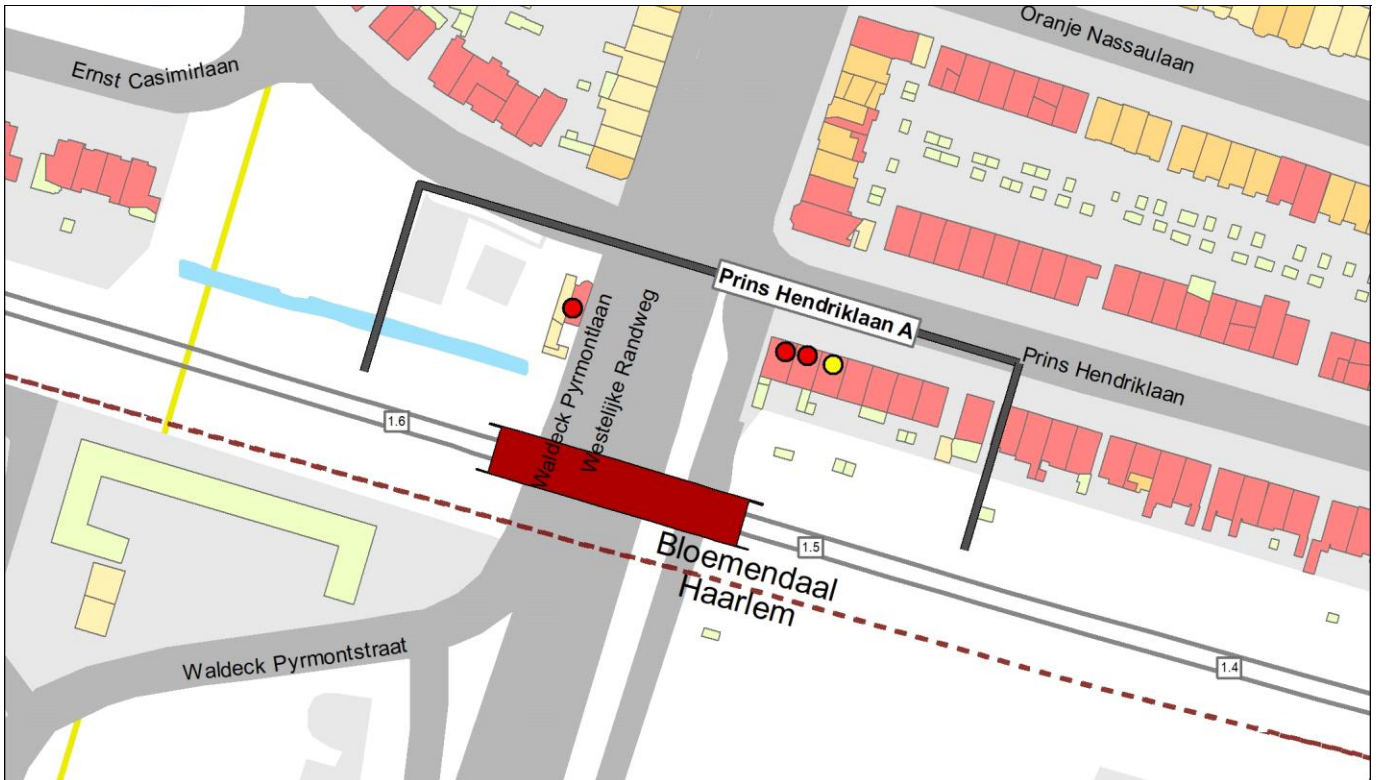 Oranje Nassaulaan
Ernst Casimirlaan
Prins Hendriklaan A
Waldeck Pyrmontlaan
Westelijke Randweg
Prins Hendriklaan
1.6
1.5
Bloemendaal
Haarlem
Waldeck Pyrmontstraat
1.4